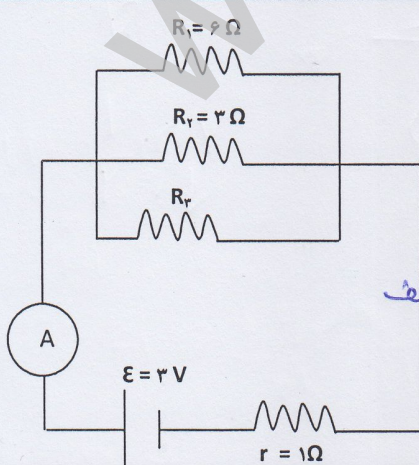 R₁ = ۶ Ω
R₂ = ۳ Ω
R₃
A
ε = ۳ V
r = ۱Ω